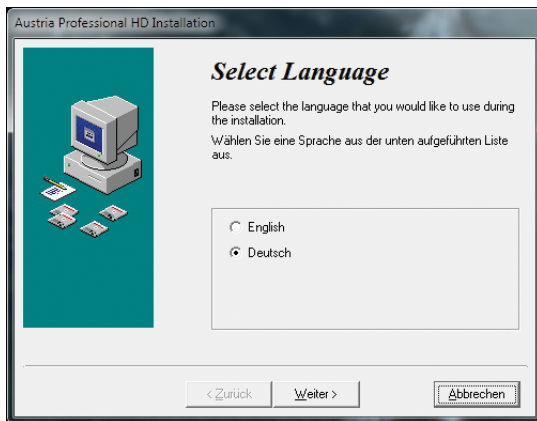 Austria Professional HD Installation
Select Language
Please select the language that you would like to use during
the installation.
Wählen Sie eine Sprache aus der unten aufgeführten Liste
aus.
English
Deutsch
< Zurück
Weiter >
Abbrechen